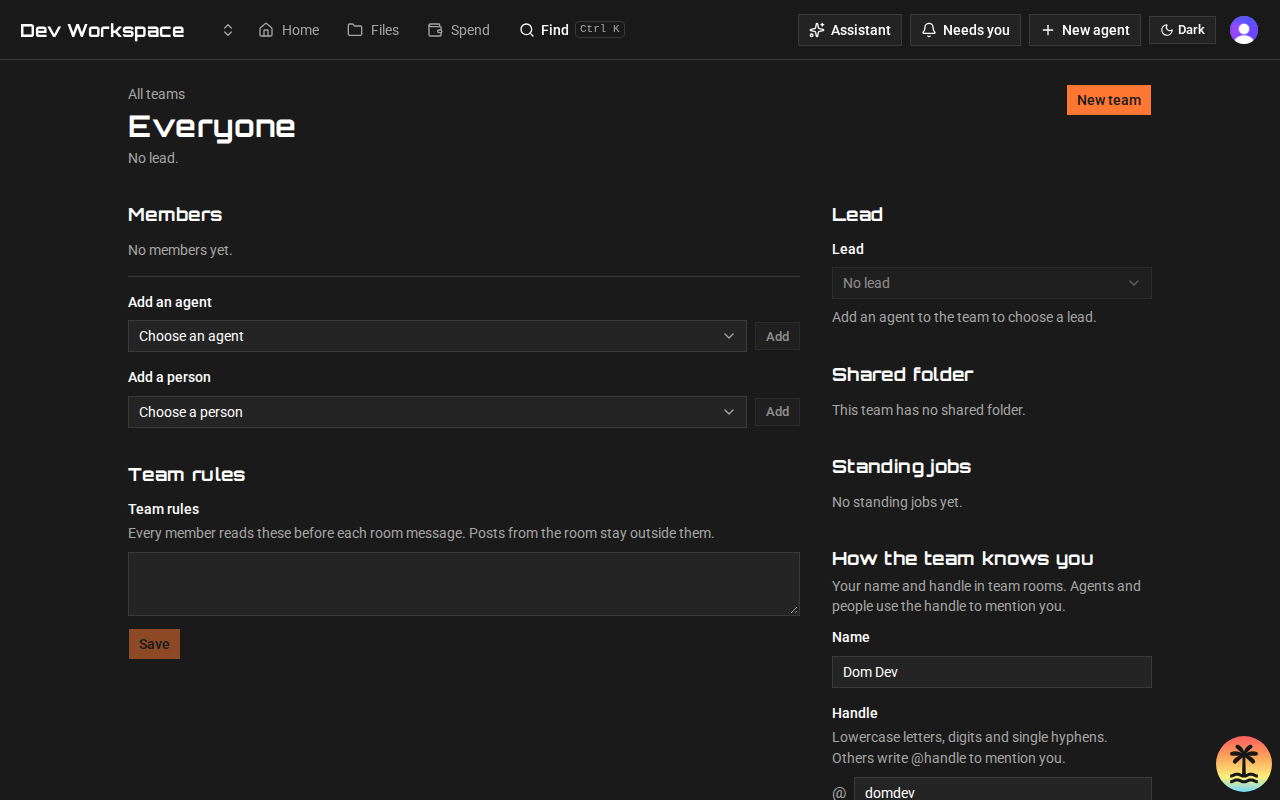 Dev Workspace
Home
Files
Spend
Find
Ctrl K
Assistant
Needs you
New agent
Dark
All teams
Everyone
No lead.
New team
Members
No members yet.
Add an agent
Choose an agent
Add
Add a person
Choose a person
Add
Team rules
Team rules
Every member reads these before each room message. Posts from the room stay outside them.
Save
Lead
Lead
No lead
Add an agent to the team to choose a lead.
Shared folder
This team has no shared folder.
Standing jobs
No standing jobs yet.
How the team knows you
Your name and handle in team rooms. Agents and
people use the handle to mention you.
Name
Dom Dev
Handle
Lowercase letters, digits and single hyphens.
Others write @handle to mention you.
@ domdev